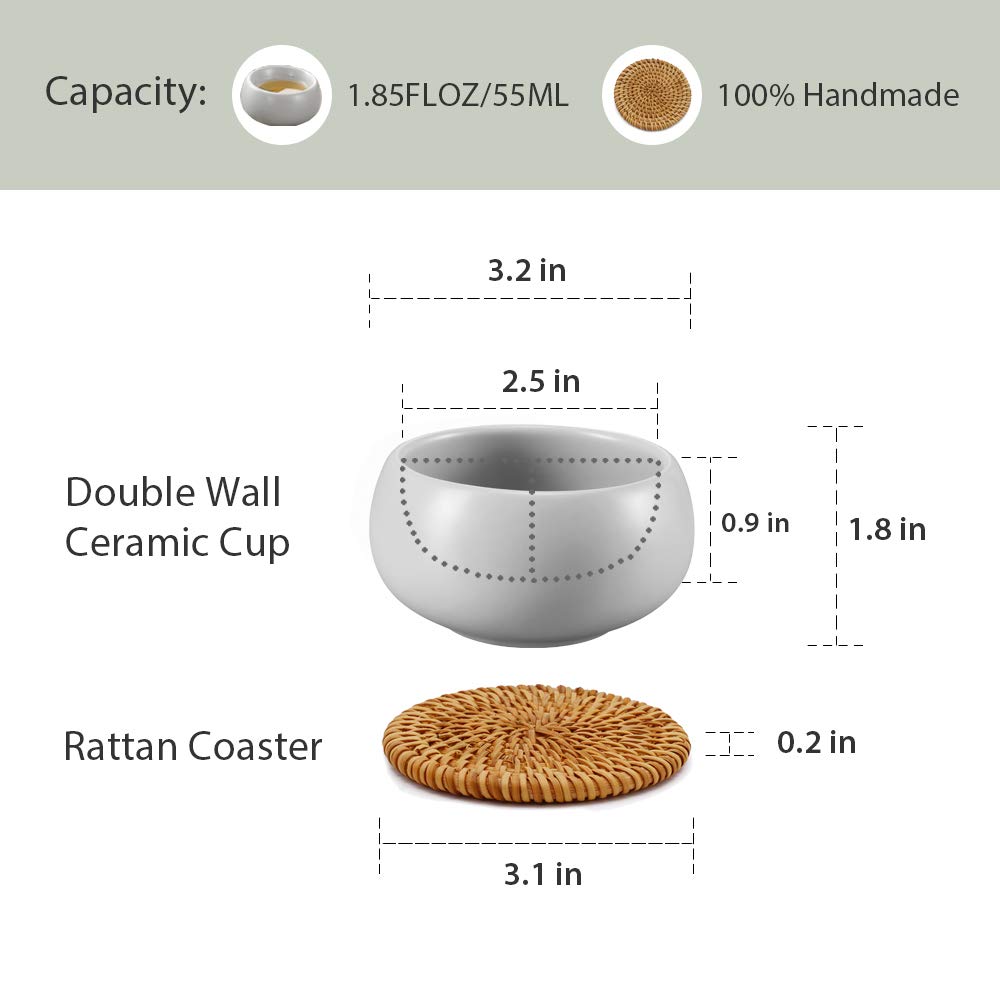 Capacity:
1.85FLOZ/55ML
100% Handmade
3.2 in
2.5 in
Double Wall
Ceramic Cup
0.9 in
1.8 in
Rattan Coaster
0.2 in
3.1 in